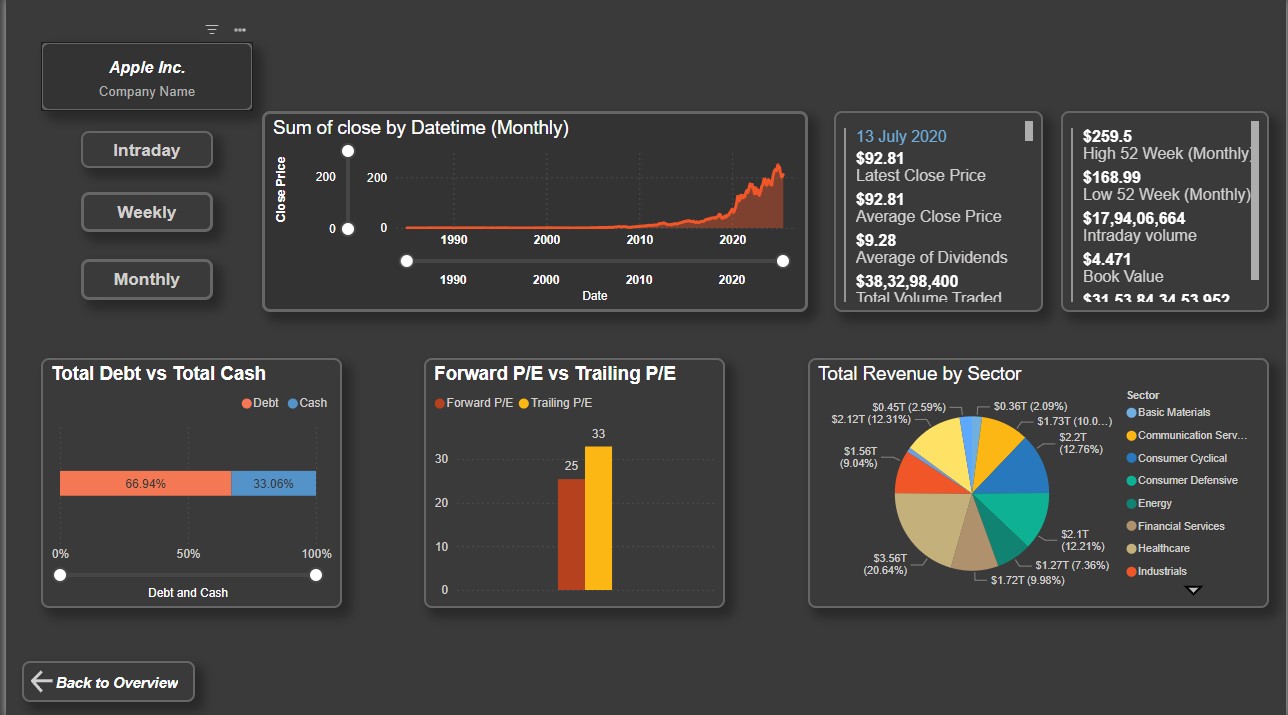 Apple Inc.
Company Name
Intraday
Weekly
Monthly
Sum of close by Datetime (Monthly)
Close Price
200
0
200
0
1990
2000
2010
2020
1990
2000
2010
2020
Date
13 July 2020
$92.81
Latest Close Price
$92.81
Average Close Price
$9.28
Average of Dividends
$38,32,98,400
Total Volume Traded
$259.5
High 52 Week (Monthly)
$168.99
Low 52 Week (Monthly)
$17,94,06,664
Intraday volume
$4.471
Book Value
$31,53,84,34,53,952
Total Debt vs Total Cash
Debt
Cash
66.94%
33.06%
0%
50%
100%
Debt and Cash
Forward P/E vs Trailing P/E
Forward P/E
Trailing P/E
30
20
10
0
25
33
Total Revenue by Sector
$0.45T (2.59%)
$0.36T (2.09%)
$2.12T (12.31%)
$1.73T (10.0...)
$2.2T
(12.76%)
$1.56T
(9.04%)
$2.1T
(12.21%)
$3.56T
(20.64%)
$1.27T (7.36%)
$1.72T (9.98%)
Sector
Basic Materials
Communication Serv...
Consumer Cyclical
Consumer Defensive
Energy
Financial Services
Healthcare
Industrials
Back to Overview